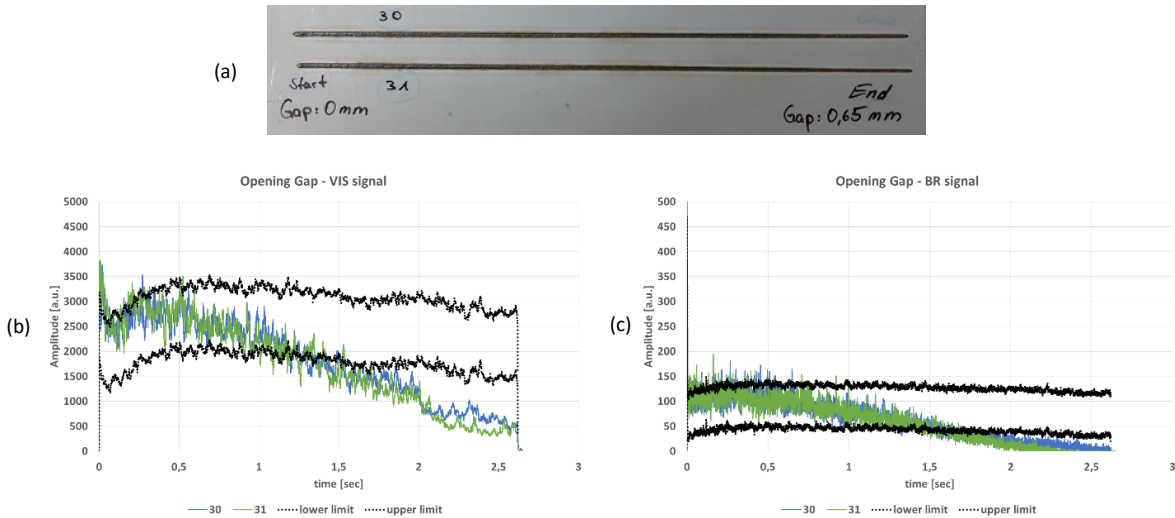 (a)
30
31
Start
Gap: 0mm
End
Gap: 0,65 mm
(b)
Opening Gap - VIS signal
Amplitude [a.u.]
5000
4500
4000
3500
3000
2500
2000
1500
1000
500
0
0
0,5
1
1,5
2
2,5
3
time [sec]
30
31
lower limit
upper limit
(c)
Opening Gap - BR signal
Amplitude [a.u.]
500
450
400
350
300
250
200
150
100
50
0
0
0,5
1
1,5
2
2,5
3
time [sec]
30
31
lower limit
upper limit